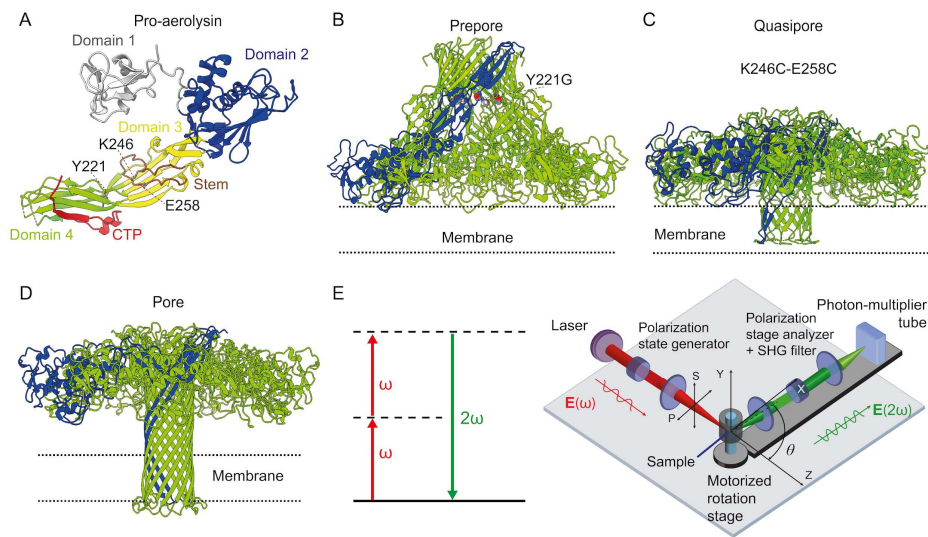 A
Pro-aerolysin
Domain 1
Domain 2
Domain 3
K246
Y221
Stem
E258
Domain 4
CTP
B
Prepore
Y221G
Membrane
C
Quasipore
K246C-E258C
Membrane
D
Pore
Membrane
E
ω
ω
2ω
Laser
Polarization
state generator
Polarization
stage analyzer
+ SHG filter
Photon-multiplier
tube
E(ω)
S
P
Y
X
E(2ω)
θ
Z
Sample
Motorized
rotation
stage